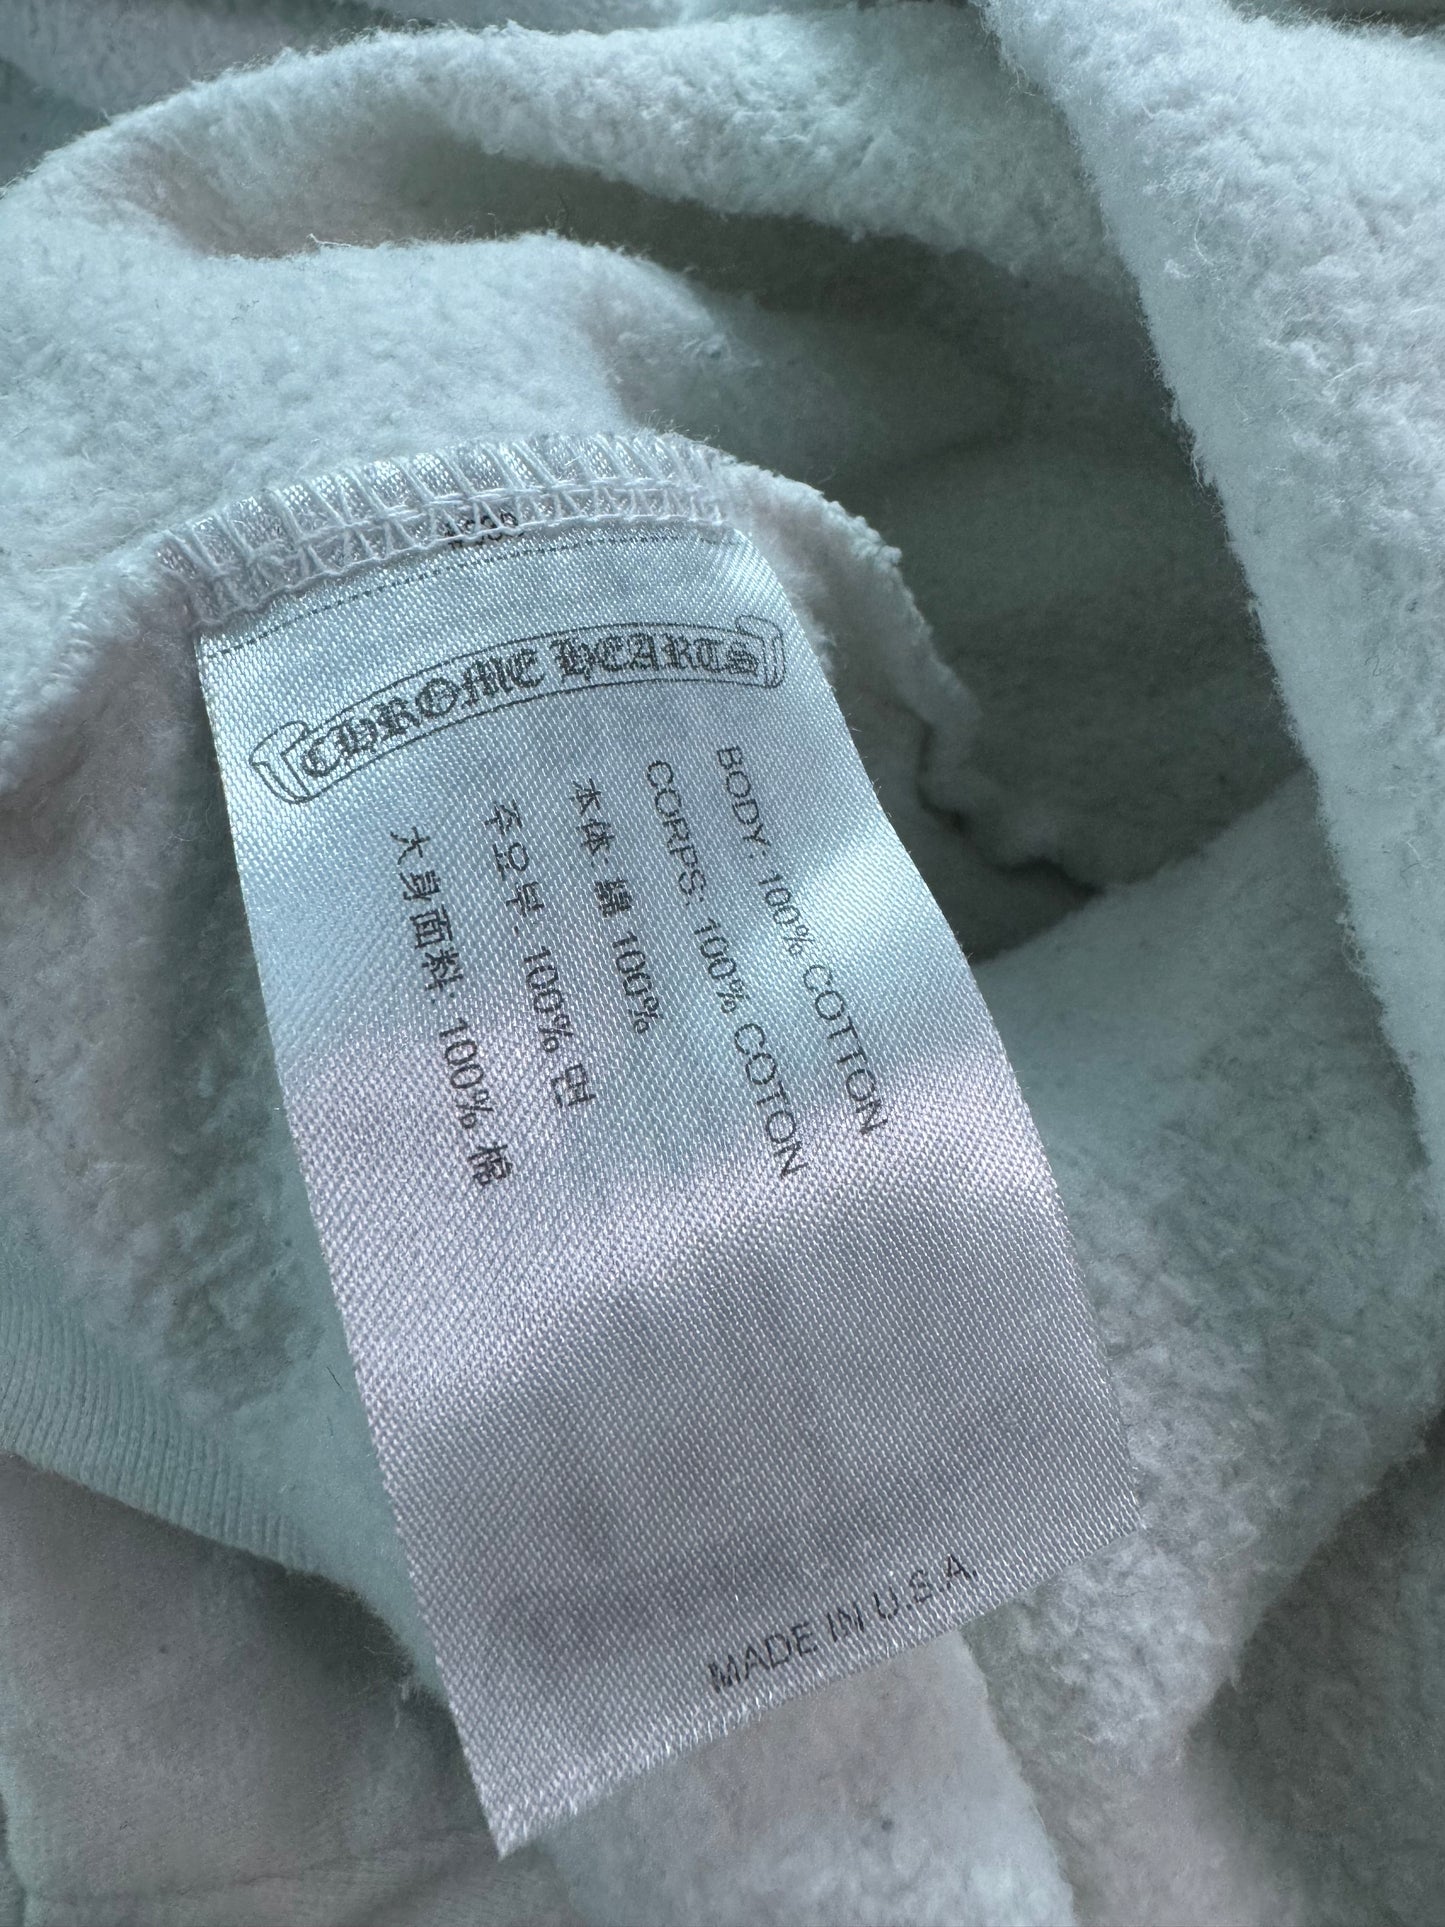 CHROME HEARTS
BODY: 100% COTTON
CORPS: 100% COTON
本体: 綿 100%
주요부: 100% 면
大身面料: 100% 棉
MADE IN U.S.A.